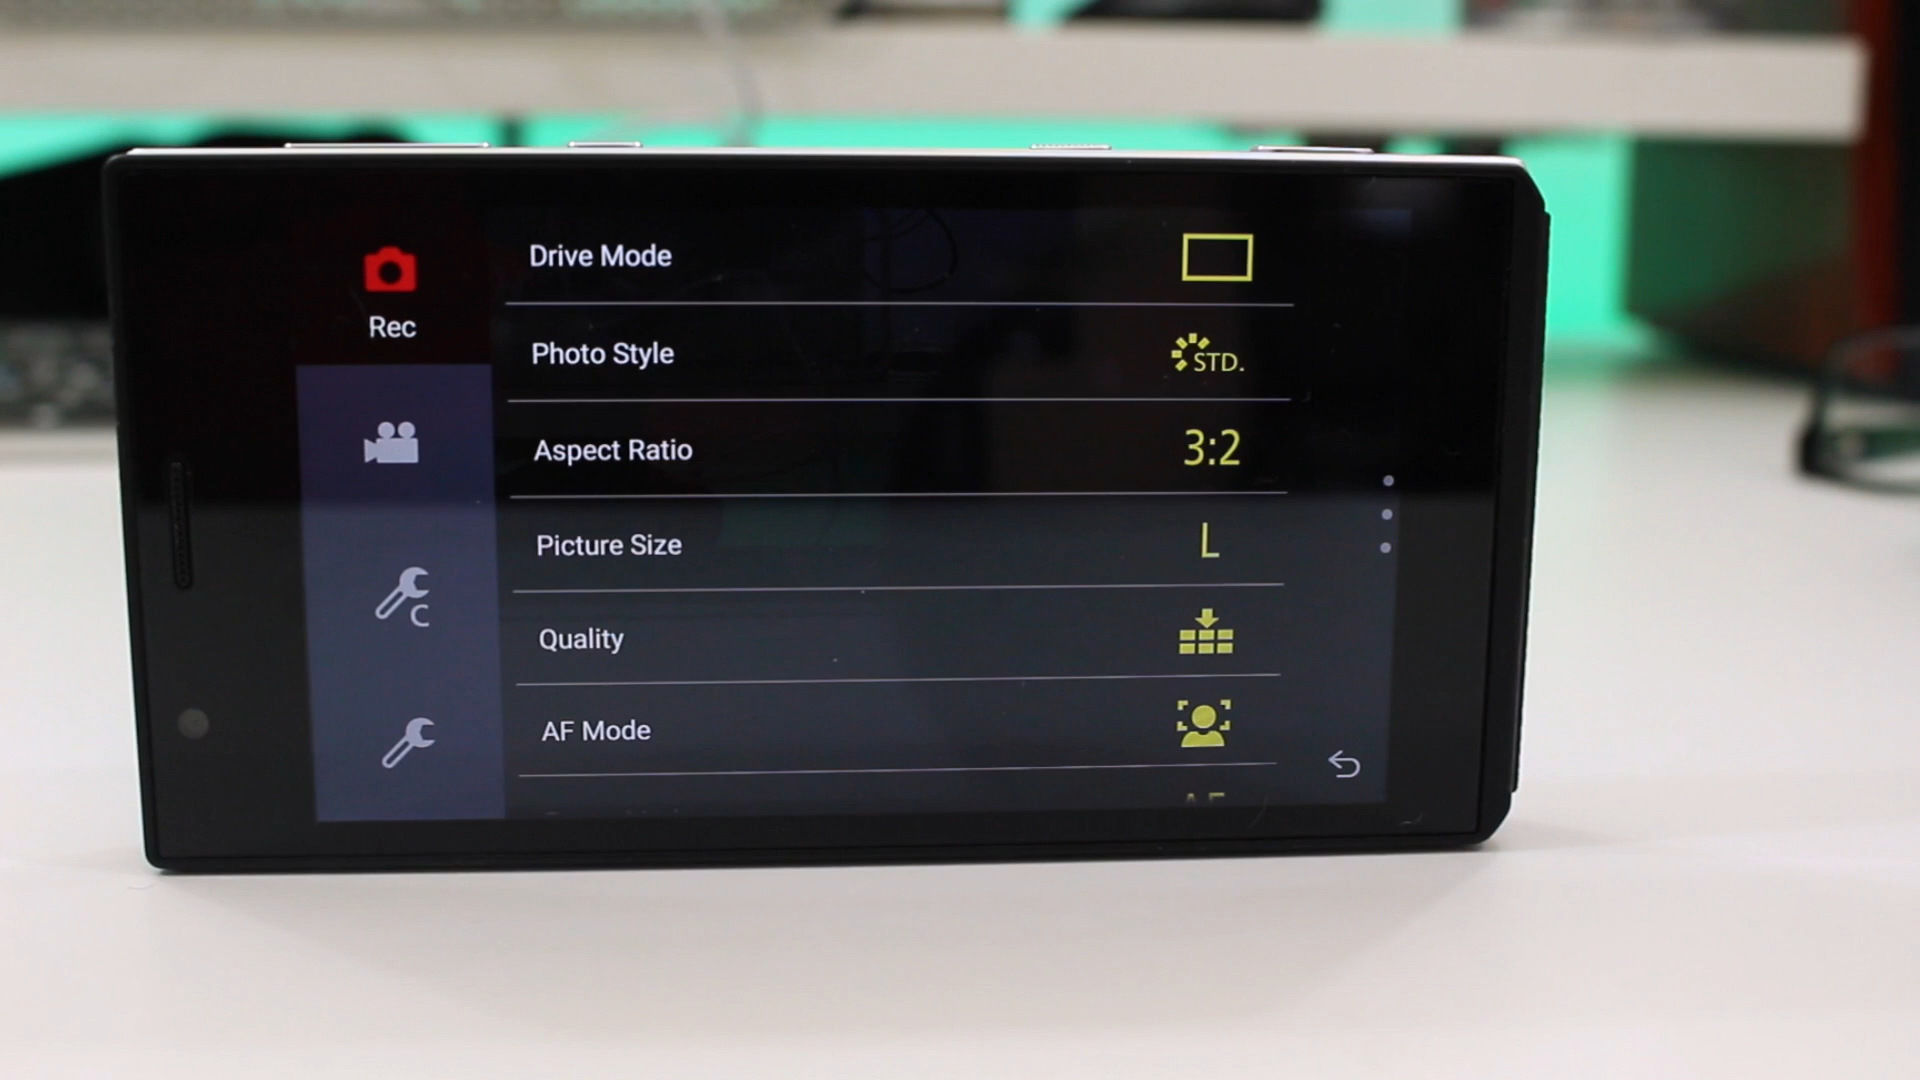 Rec
Drive Mode
Photo Style STD.
Aspect Ratio 3:2
Picture Size L
Quality
C
AF Mode